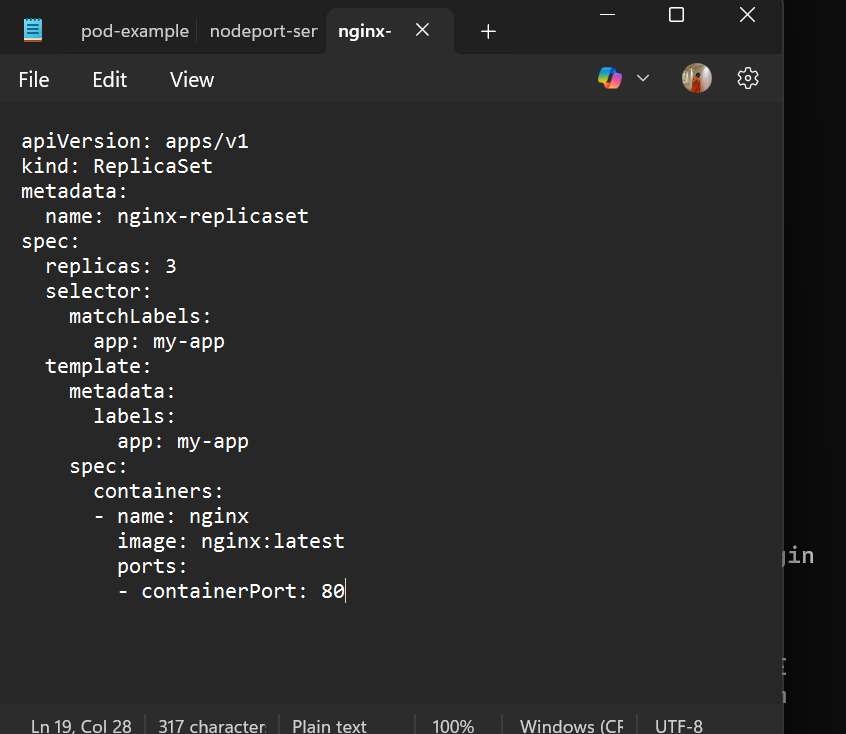 pod-example
nodeport-ser
nginx-
File Edit View
apiVersion: apps/v1
kind: ReplicaSet
metadata:
  name: nginx-replicaset
spec:
  replicas: 3
  selector:
    matchLabels:
      app: my-app
  template:
    metadata:
      labels:
        app: my-app
    spec:
      containers:
      - name: nginx
        image: nginx:latest
        ports:
        - containerPort: 80
Ln 19, Col 28
317 character
Plain text
100%
Windows (CF
UTF-8